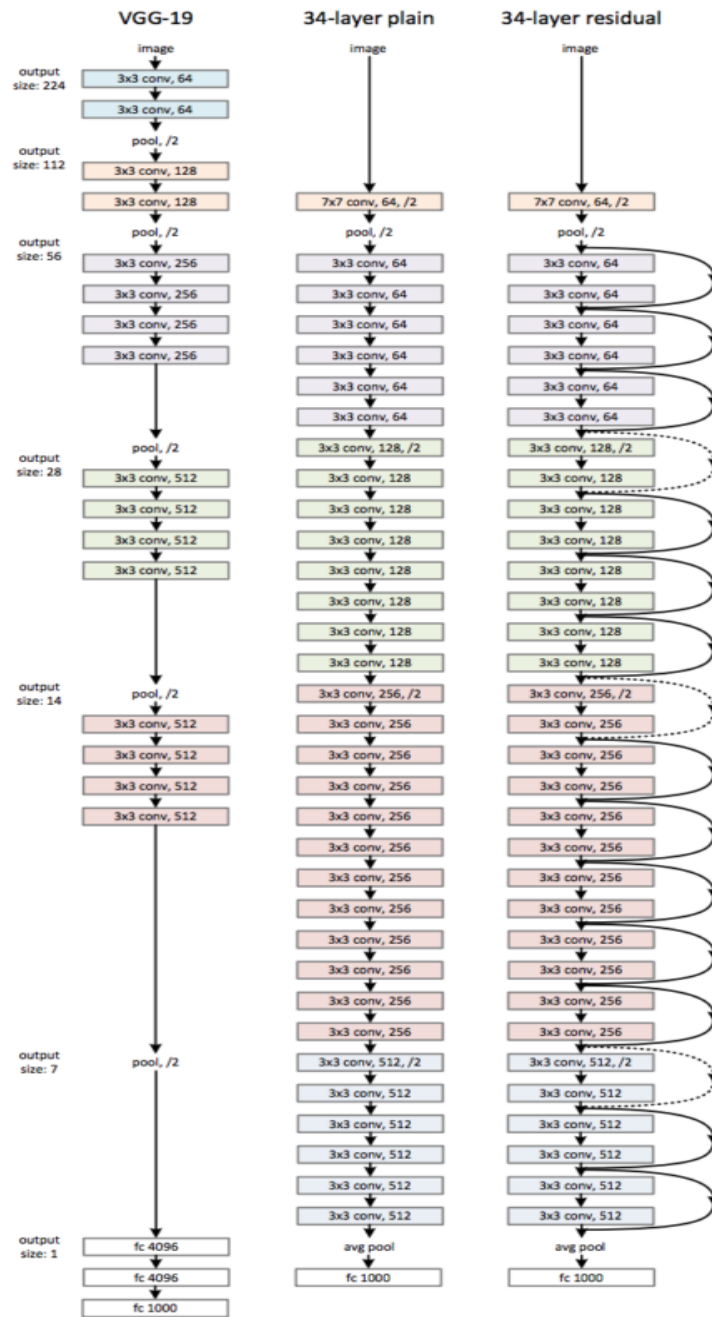 output
size: 224
output
size: 112
output
size: 56
output
size: 28
output
size: 14
output
size: 7
output
size: 1
VGG-19
image
3x3 conv, 64
3x3 conv, 64
pool, /2
3x3 conv, 128
3x3 conv, 128
pool, /2
3x3 conv, 256
3x3 conv, 256
3x3 conv, 256
3x3 conv, 256
pool, /2
3x3 conv, 512
3x3 conv, 512
3x3 conv, 512
3x3 conv, 512
pool, /2
3x3 conv, 512
3x3 conv, 512
3x3 conv, 512
3x3 conv, 512
pool, /2
fc 4096
fc 4096
fc 1000
34-layer plain
image
7x7 conv, 64, /2
pool, /2
3x3 conv, 64
3x3 conv, 64
3x3 conv, 64
3x3 conv, 64
3x3 conv, 64
3x3 conv, 64
3x3 conv, 128, /2
3x3 conv, 128
3x3 conv, 128
3x3 conv, 128
3x3 conv, 128
3x3 conv, 128
3x3 conv, 128
3x3 conv, 128
3x3 conv, 256, /2
3x3 conv, 256
3x3 conv, 256
3x3 conv, 256
3x3 conv, 256
3x3 conv, 256
3x3 conv, 256
3x3 conv, 256
3x3 conv, 256
3x3 conv, 256
3x3 conv, 256
3x3 conv, 256
3x3 conv, 512, /2
3x3 conv, 512
3x3 conv, 512
3x3 conv, 512
3x3 conv, 512
3x3 conv, 512
avg pool
fc 1000
34-layer residual
image
7x7 conv, 64, /2
pool, /2
3x3 conv, 64
3x3 conv, 64
3x3 conv, 64
3x3 conv, 64
3x3 conv, 64
3x3 conv, 64
3x3 conv, 128, /2
3x3 conv, 128
3x3 conv, 128
3x3 conv, 128
3x3 conv, 128
3x3 conv, 128
3x3 conv, 128
3x3 conv, 128
3x3 conv, 256, /2
3x3 conv, 256
3x3 conv, 256
3x3 conv, 256
3x3 conv, 256
3x3 conv, 256
3x3 conv, 256
3x3 conv, 256
3x3 conv, 256
3x3 conv, 256
3x3 conv, 256
3x3 conv, 256
3x3 conv, 512, /2
3x3 conv, 512
3x3 conv, 512
3x3 conv, 512
3x3 conv, 512
3x3 conv, 512
avg pool
fc 1000